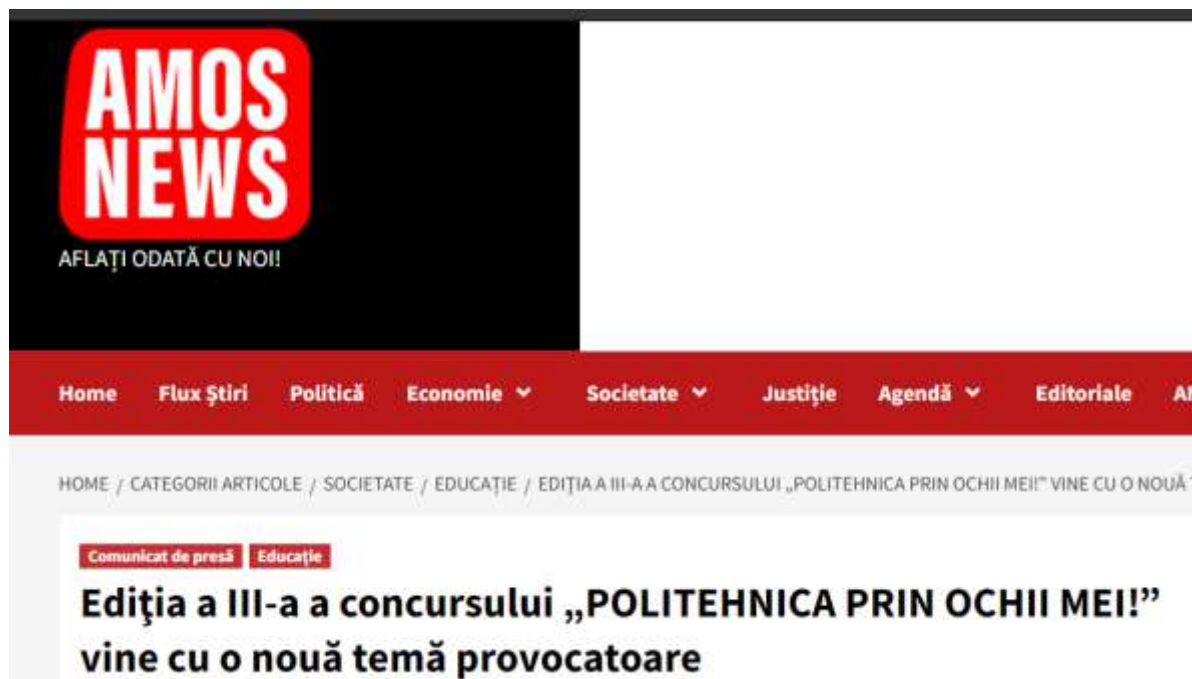 AMOS
NEWS
AFLAȚI ODATĂ CU NOI!
Home Flux Știri Politică Economie Societate Justiție Agendă Editoriale
HOME / CATEGORII ARTICOLE / SOCIETATE / EDUCAȚIE / EDIȚIA A III-A A CONCURSULUI „POLITEHNICA PRIN OCHII MEI!” VINE CU O NOUĂ
Comunicat de presă Educație
Ediţia a III-a a concursului „POLITEHNICA PRIN OCHII MEI!”
vine cu o nouă temă provocatoare